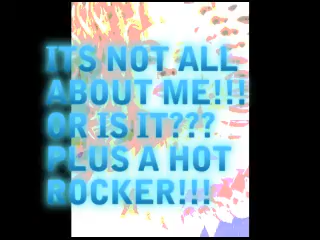 ITS NOT ALL
ABOUT ME!!!
OR IS IT???
PLUS A HOT
ROCKER!!!